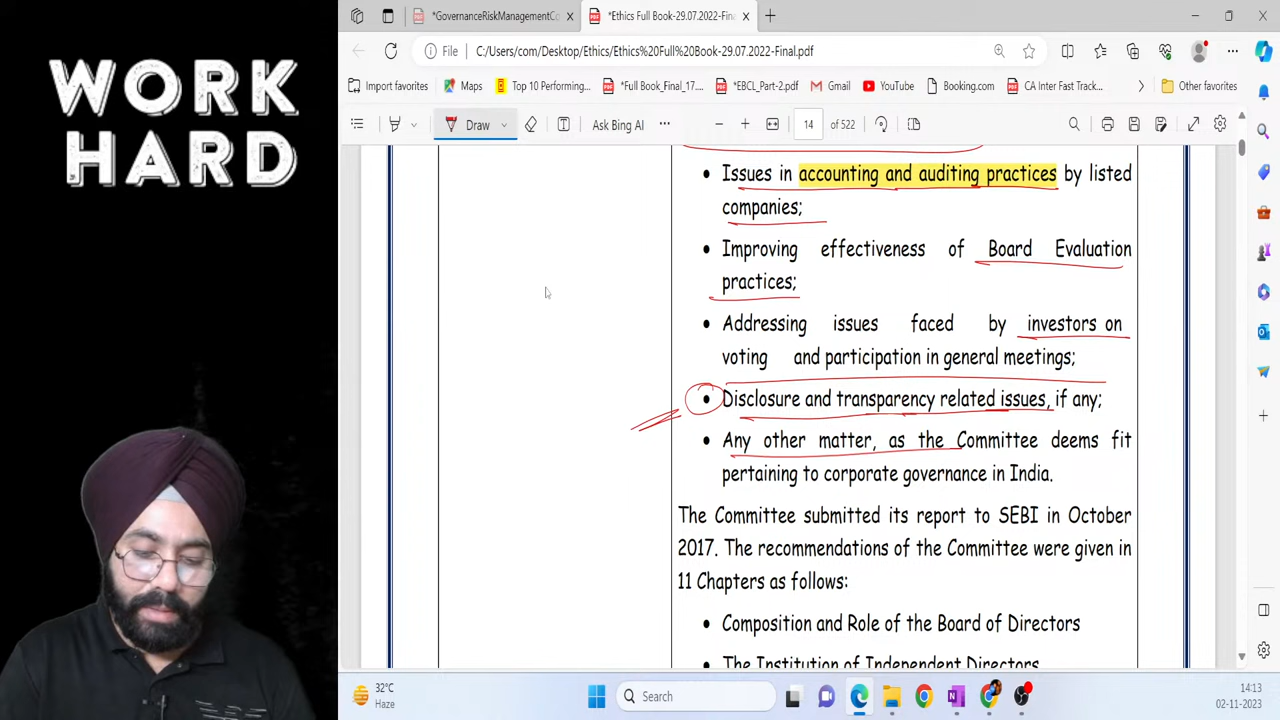 WORK
HARD
*GovernanceRiskManagementCo
*Ethics Full Book-29.07.2022-Final
File
C:/Users/com/Desktop/Ethics/Ethics%20Full%20Book-29.07.2022-Final.pdf
Import favorites
Maps
Top 10 Performing...
*Full Book_Final_17....
*EBCL_Part-2.pdf
Gmail
YouTube
Booking.com
CA Inter Fast Track...
Other favorites
Draw
Ask Bing AI
14 of 522
• Issues in accounting and auditing practices by listed
companies;
• Improving effectiveness of Board Evaluation
practices;
• Addressing issues faced by investors on
voting and participation in general meetings;
• Disclosure and transparency related issues, if any;
• Any other matter, as the Committee deems fit
pertaining to corporate governance in India.
The Committee submitted its report to SEBI in October
2017. The recommendations of the Committee were given in
11 Chapters as follows:
• Composition and Role of the Board of Directors
• The Institution of Independent Directors
32°C
Haze
Search
14:13
02-11-2023